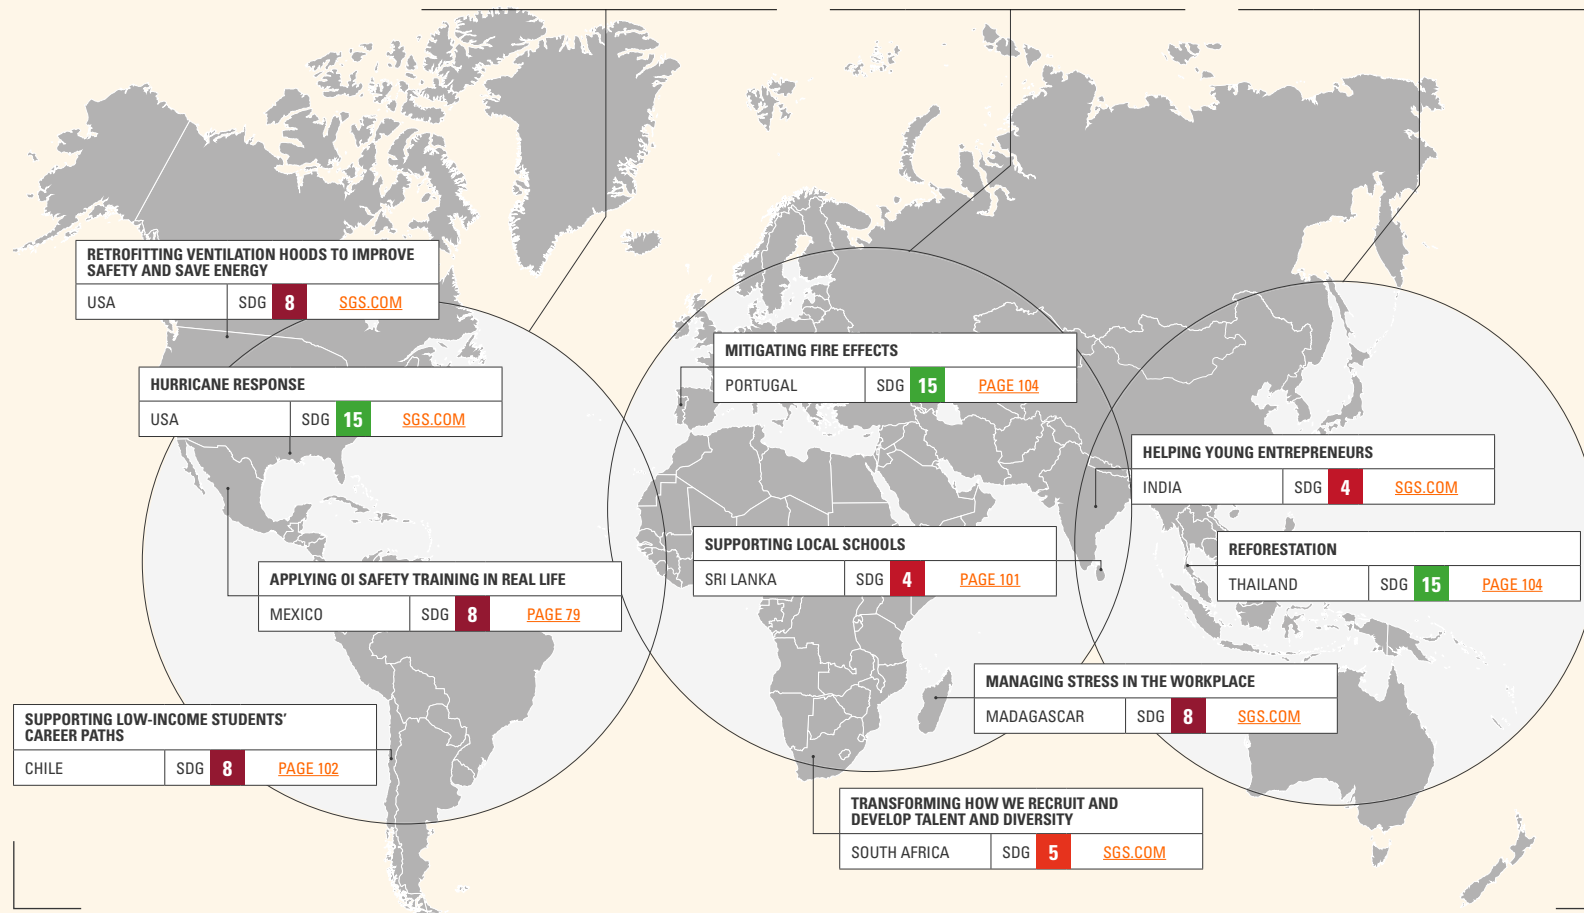 RETROFITTING VENTILATION HOODS TO IMPROVE
SAFETY AND SAVE ENERGY
USA SDG 8 SGS.COM
HURRICANE RESPONSE
USA SDG 15 SGS.COM
APPLYING OI SAFETY TRAINING IN REAL LIFE
MEXICO SDG 8 PAGE 79
SUPPORTING LOW-INCOME STUDENTS'
CAREER PATHS
CHILE SDG 8 PAGE 102
MITIGATING FIRE EFFECTS
PORTUGAL SDG 15 PAGE 104
SUPPORTING LOCAL SCHOOLS
SRI LANKA SDG 4 PAGE 101
MANAGING STRESS IN THE WORKPLACE
MADAGASCAR SDG 8 SGS.COM
TRANSFORMING HOW WE RECRUIT AND
DEVELOP TALENT AND DIVERSITY
SOUTH AFRICA SDG 5 SGS.COM
HELPING YOUNG ENTREPRENEURS
INDIA SDG 4 SGS.COM
REFORESTATION
THAILAND SDG 15 PAGE 104